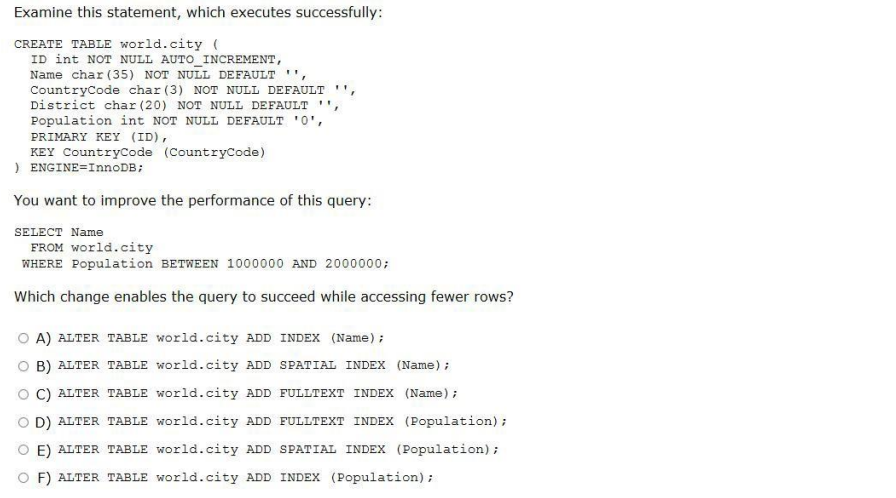 Examine this statement, which executes successfully:
CREATE TABLE world.city (
ID int NOT NULL AUTO_INCREMENT,
Name char(35) NOT NULL DEFAULT '',
CountryCode char(3) NOT NULL DEFAULT '',
District char(20) NOT NULL DEFAULT '',
Population int NOT NULL DEFAULT '0',
PRIMARY KEY (ID),
KEY CountryCode (CountryCode)
) ENGINE=InnoDB;
You want to improve the performance of this query:
SELECT Name
FROM world.city
WHERE Population BETWEEN 1000000 AND 2000000;
Which change enables the query to succeed while accessing fewer rows?
A) ALTER TABLE world.city ADD INDEX (Name);
B) ALTER TABLE world.city ADD SPATIAL INDEX (Name);
C) ALTER TABLE world.city ADD FULLTEXT INDEX (Name);
D) ALTER TABLE world.city ADD FULLTEXT INDEX (Population);
E) ALTER TABLE world.city ADD SPATIAL INDEX (Population);
F) ALTER TABLE world.city ADD INDEX (Population);